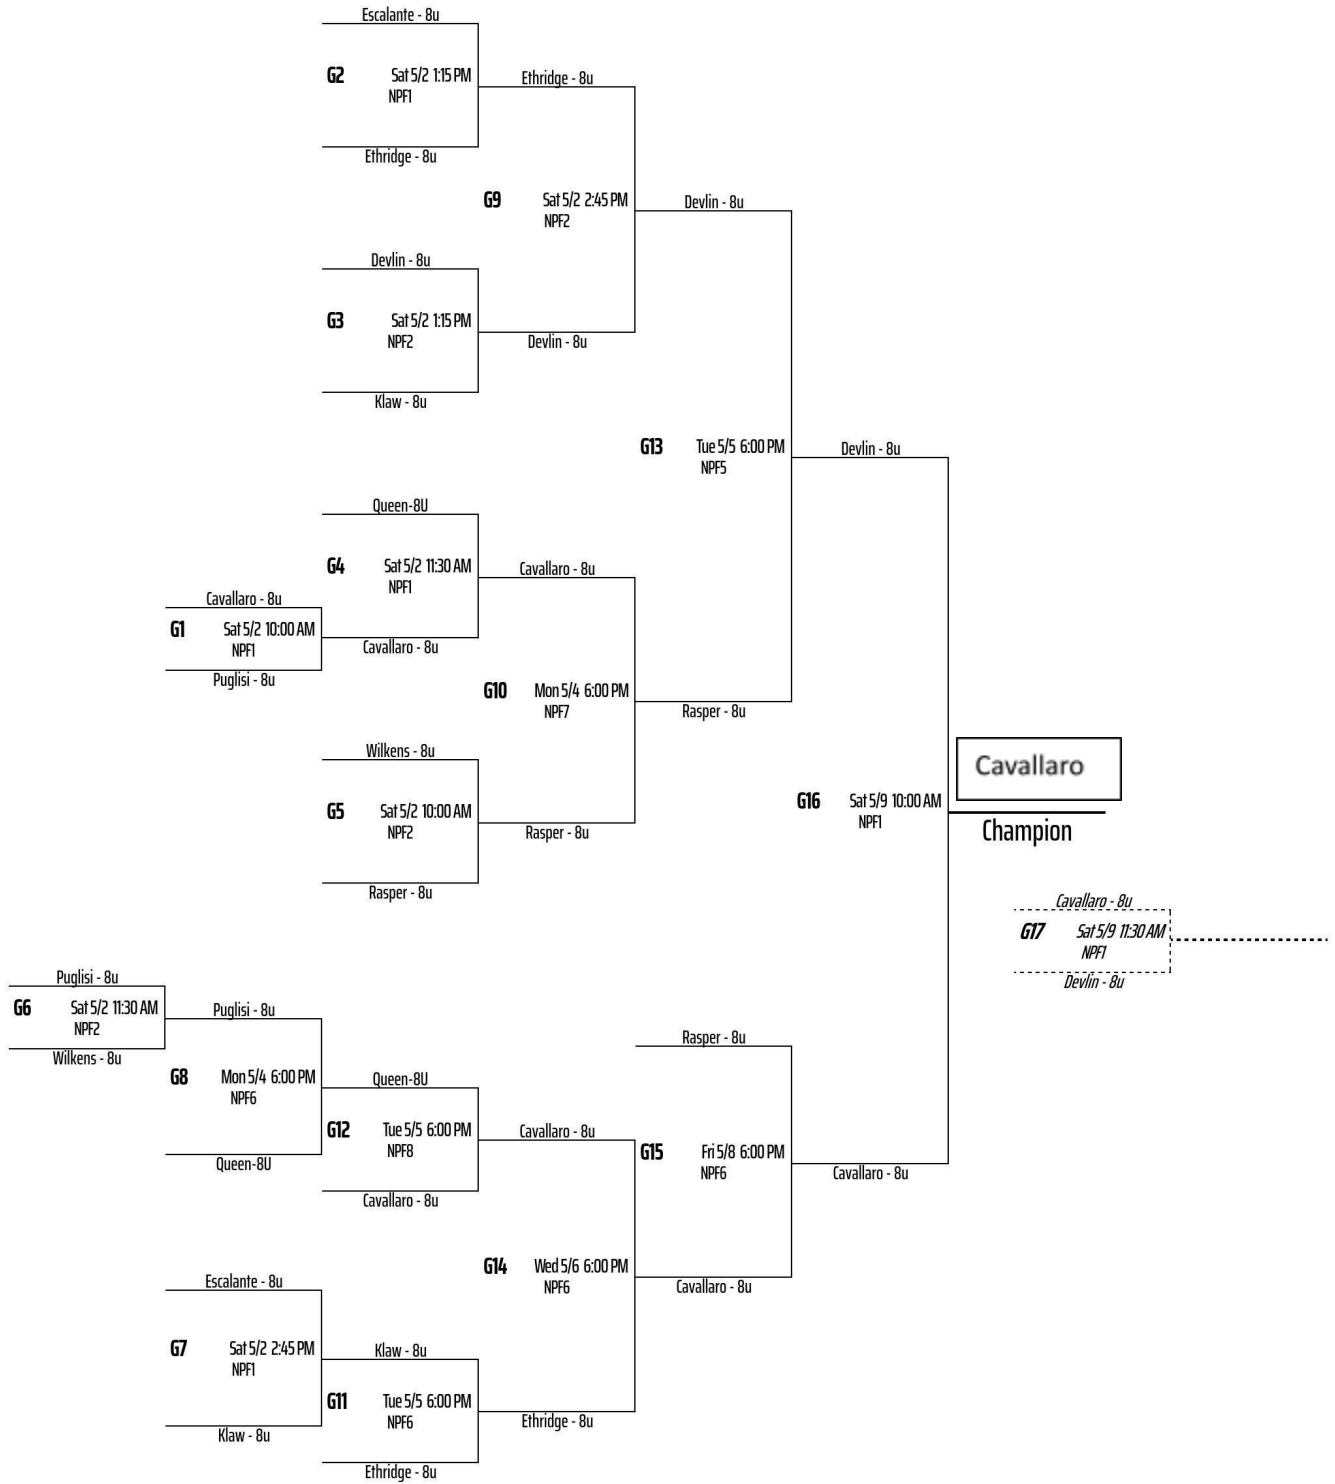 Escalante - 8u
G2 Sat 5/2 1:15 PM
NPF1
Ethridge - 8u
Ethridge - 8u
G9 Sat 5/2 2:45 PM
NPF2
Devlin - 8u
Devlin - 8u
G3 Sat 5/2 1:15 PM
NPF2
Devlin - 8u
Klaw - 8u
G13 Tue 5/5 6:00 PM
NPF5
Devlin - 8u
Queen-8U
G4 Sat 5/2 11:30 AM
NPF1
Cavallaro - 8u
Cavallaro - 8u
G1 Sat 5/2 10:00 AM
NPF1
Cavallaro - 8u
Puglisi - 8u
G10 Mon 5/4 6:00 PM
NPF7
Rasper - 8u
Wilkens - 8u
G5 Sat 5/2 10:00 AM
NPF2
Rasper - 8u
Rasper - 8u
Cavallaro
G16 Sat 5/9 10:00 AM
NPF1
Champion
Cavallaro - 8u
G17 Sat 5/9 11:30 AM
NPF1
Devlin - 8u
Puglisi - 8u
G6 Sat 5/2 11:30 AM
NPF2
Wilkens - 8u
Puglisi - 8u
G8 Mon 5/4 6:00 PM
NPF6
Queen-8U
Queen-8U
G12 Tue 5/5 6:00 PM
NPF8
Cavallaro - 8u
Cavallaro - 8u
Rasper - 8u
G15 Fri 5/8 6:00 PM
NPF6
Cavallaro - 8u
G14 Wed 5/6 6:00 PM
NPF6
Cavallaro - 8u
Escalante - 8u
G7 Sat 5/2 2:45 PM
NPF1
Klaw - 8u
Klaw - 8u
G11 Tue 5/5 6:00 PM
NPF6
Ethridge - 8u
Ethridge - 8u